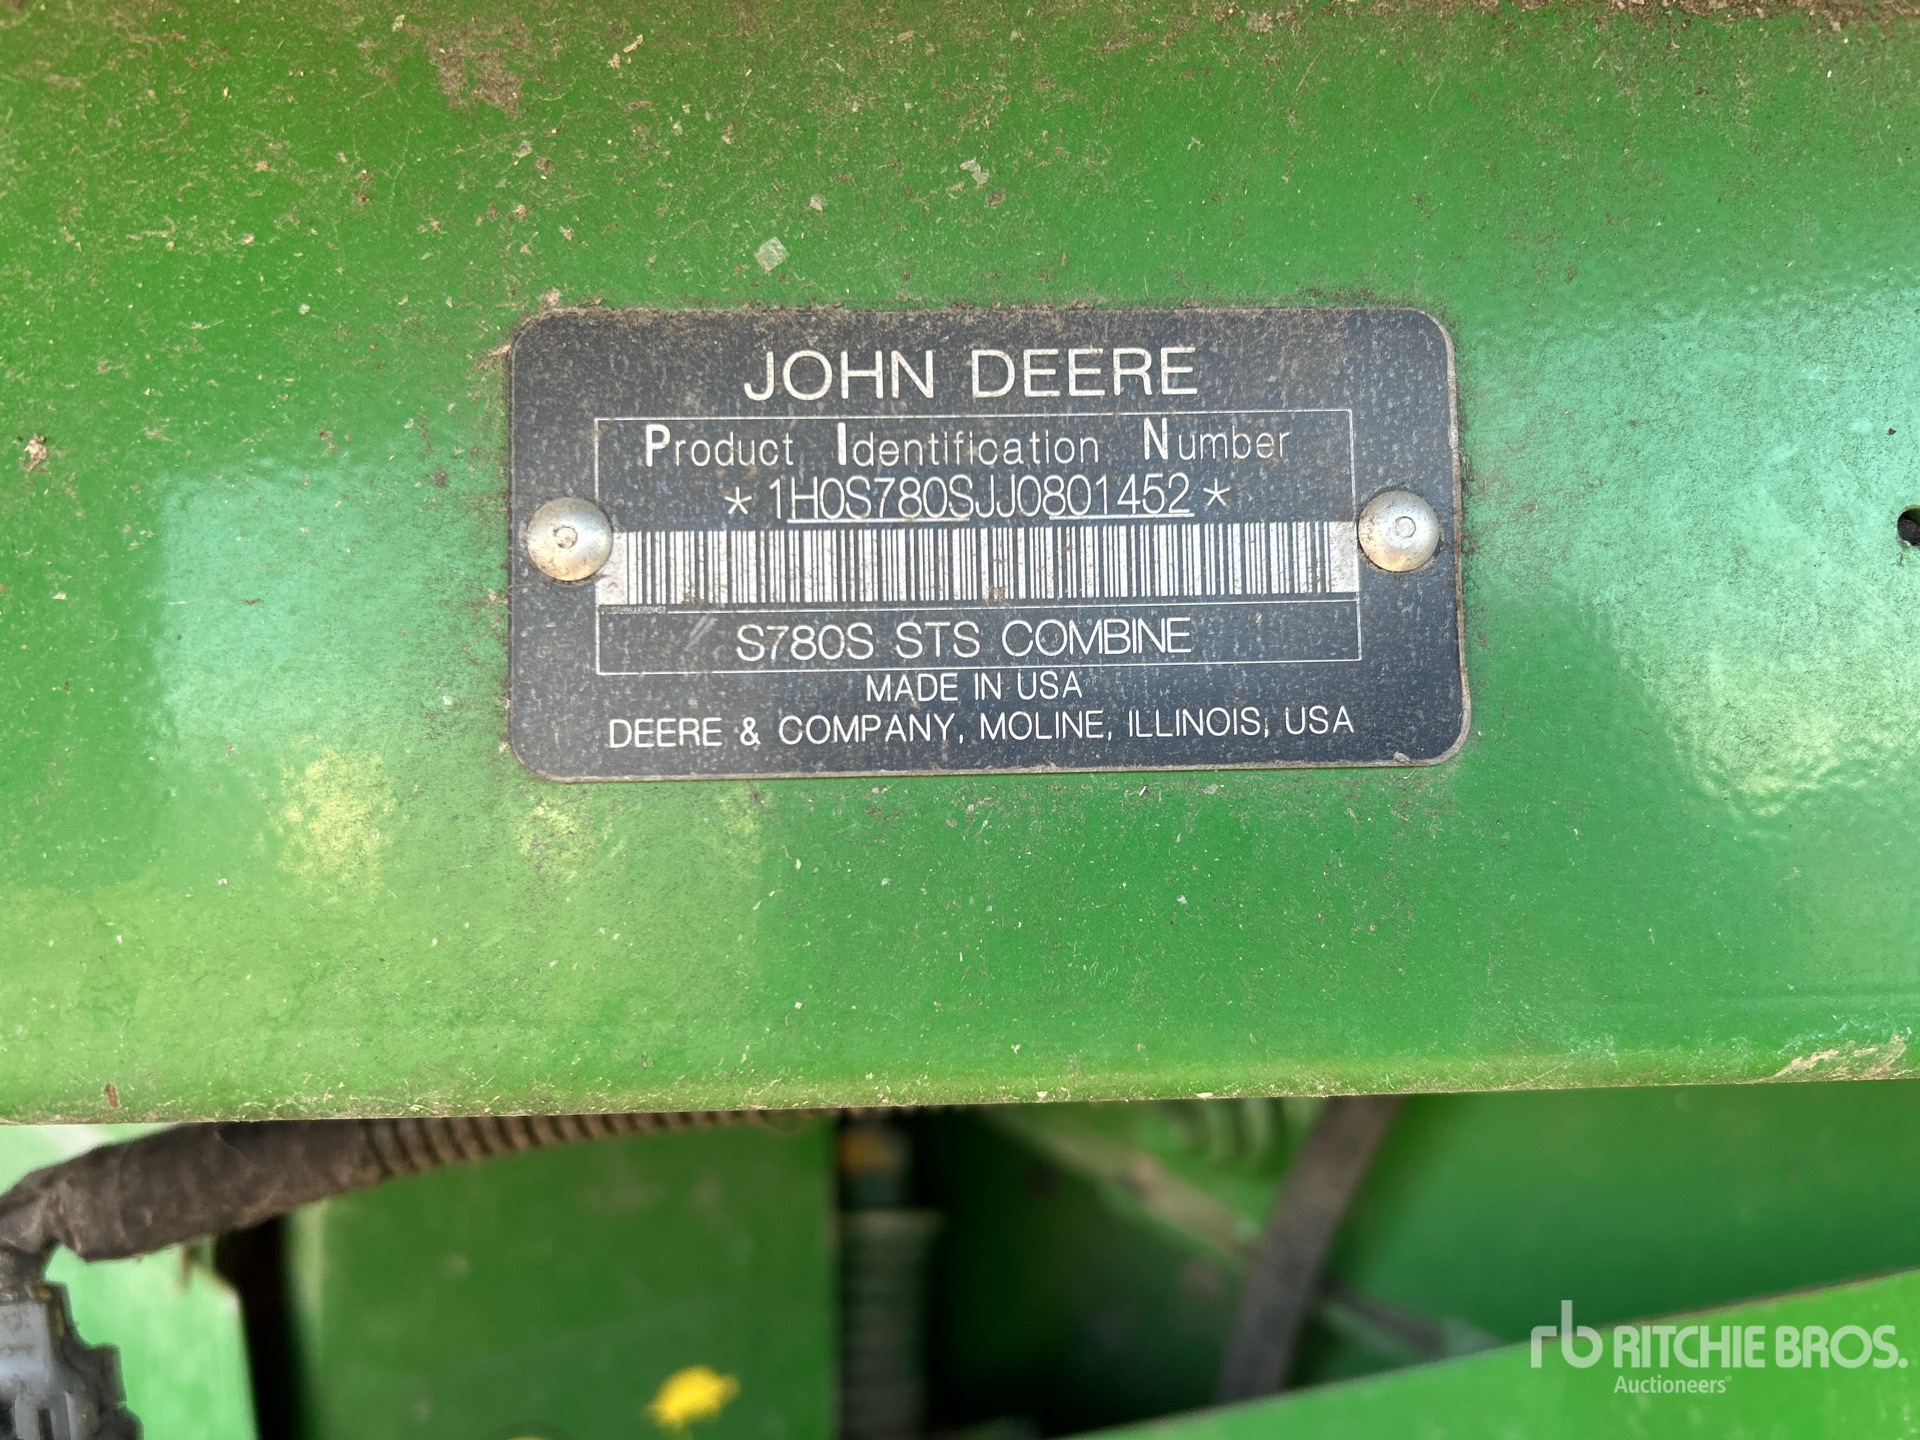 JOHN DEERE
Product Identification Number
*1H0S780SJJ0801452*
S780S STS COMBINE
MADE IN USA
DEERE & COMPANY, MOLINE, ILLINOIS, USA
rb RITCHIE BROS.
Auctioneers